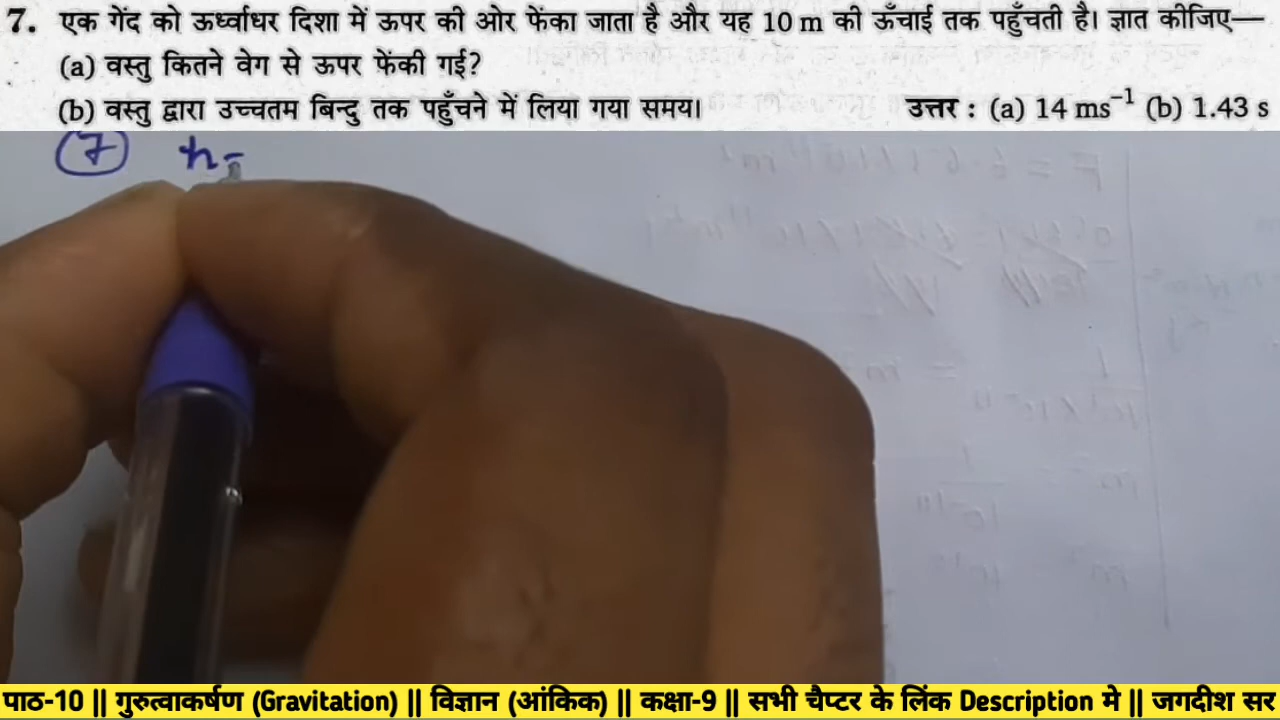 7. एक गेंद को ऊर्ध्वाधर दिशा में ऊपर की ओर फेंका जाता है और यह 10 m की ऊँचाई तक पहुँचती है। ज्ञात कीजिए—
(a) वस्तु कितने वेग से ऊपर फ़ेंकी गई?
(b) वस्तु द्वारा उच्चतम बिन्दु तक पहुँचने में लिया गया समय। उत्तर : (a) 14 ms⁻¹ (b) 1.43 s
(7) h=
पाठ-10 || गुरुत्वाकर्षण (Gravitation) || विज्ञान (आंकिक) || कक्षा-9 || सभी चैप्टर के लिंक Description मे || जगदीश सर